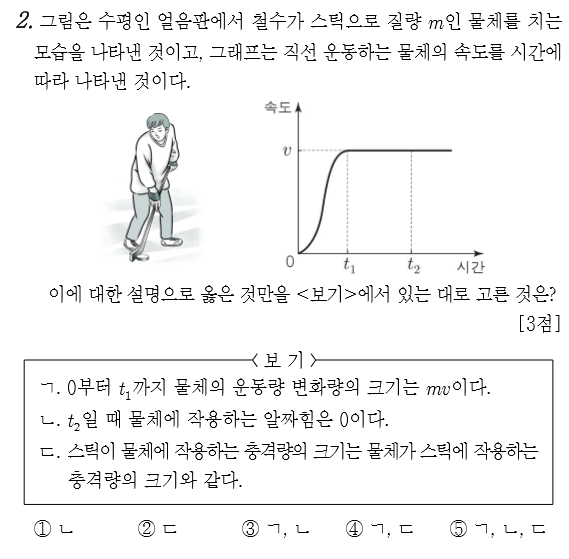 2. 그림은 수평인 얼음판에서 철수가 스틱으로 질량 m인 물체를 치는
모습을 나타낸 것이고, 그래프는 직선 운동하는 물체의 속도를 시간에
따라 나타낸 것이다.
속도
v
0
t₁
t₂
시간
이에 대한 설명으로 옳은 것만을 <보기>에서 있는 대로 고른 것은?
[3점]
< 보 기 >
ㄱ. 0부터 t₁까지 물체의 운동량 변화량의 크기는 mv이다.
ㄴ. t₂일 때 물체에 작용하는 알짜힘은 0이다.
ㄷ. 스틱이 물체에 작용하는 충격량의 크기는 물체가 스틱에 작용하는
충격량의 크기와 같다.
① ㄴ ② ㄷ ③ ㄱ, ㄴ ④ ㄱ, ㄷ ⑤ ㄱ, ㄴ, ㄷ